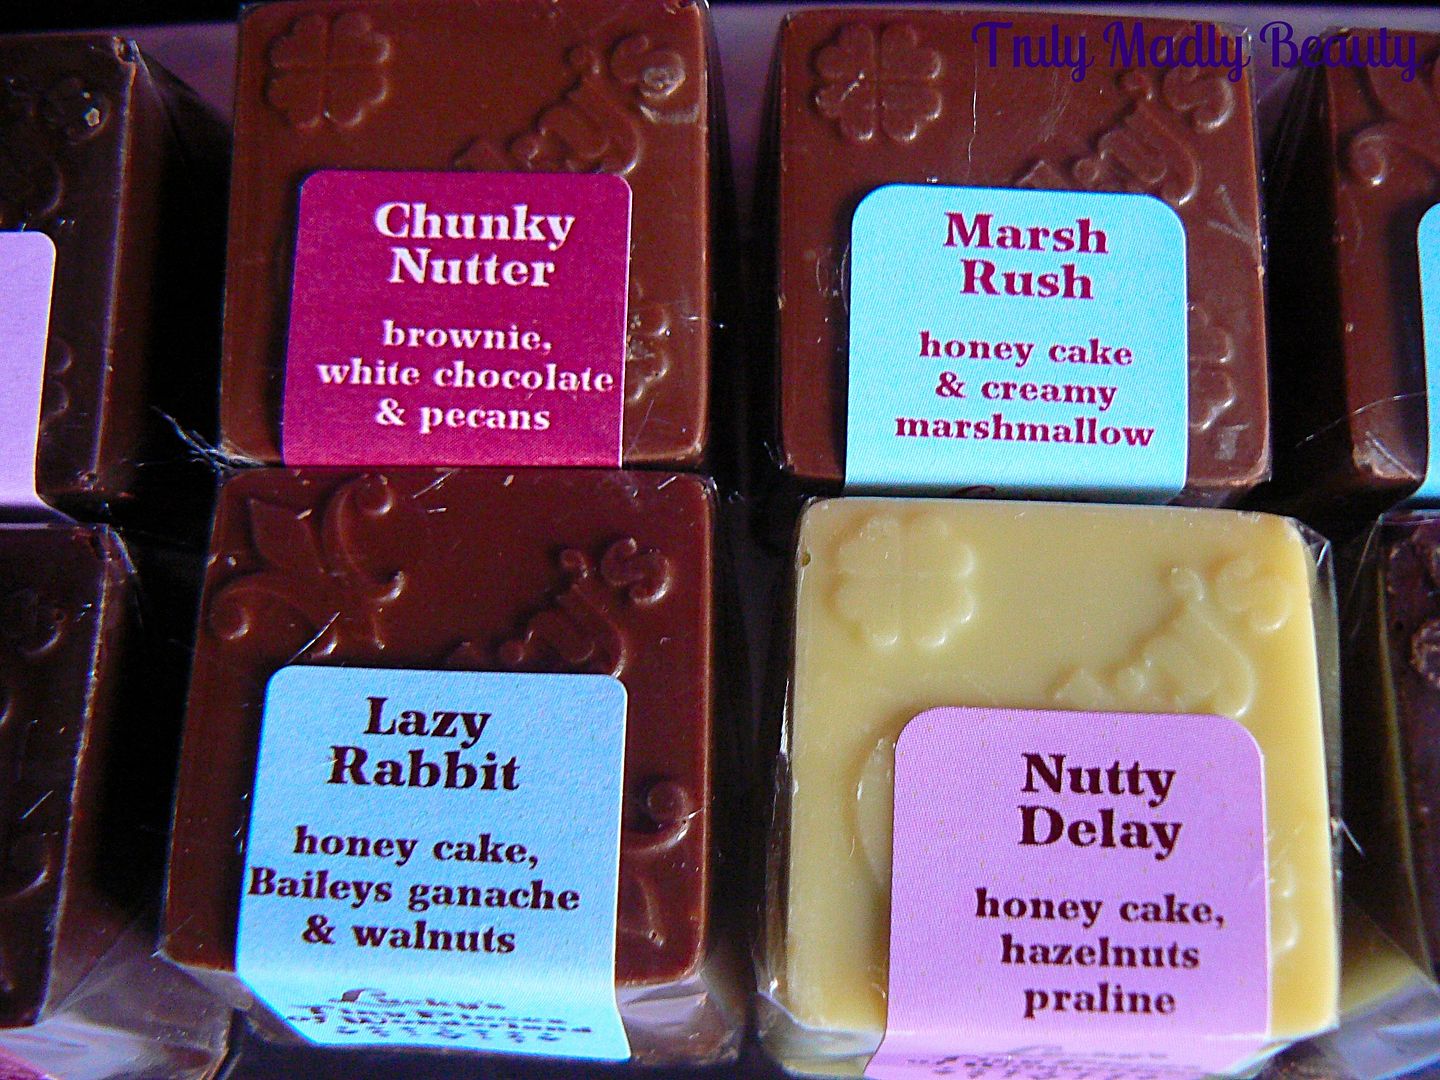 Truly Madly Beauty
Chunky
Nutter
brownie,
white chocolate
& pecans
Marsh
Rush
honey cake
& creamy
marshmallow
Lazy
Rabbit
honey cake,
Baileys ganache
& walnuts
Nutty
Delay
honey cake,
hazelnuts
praline